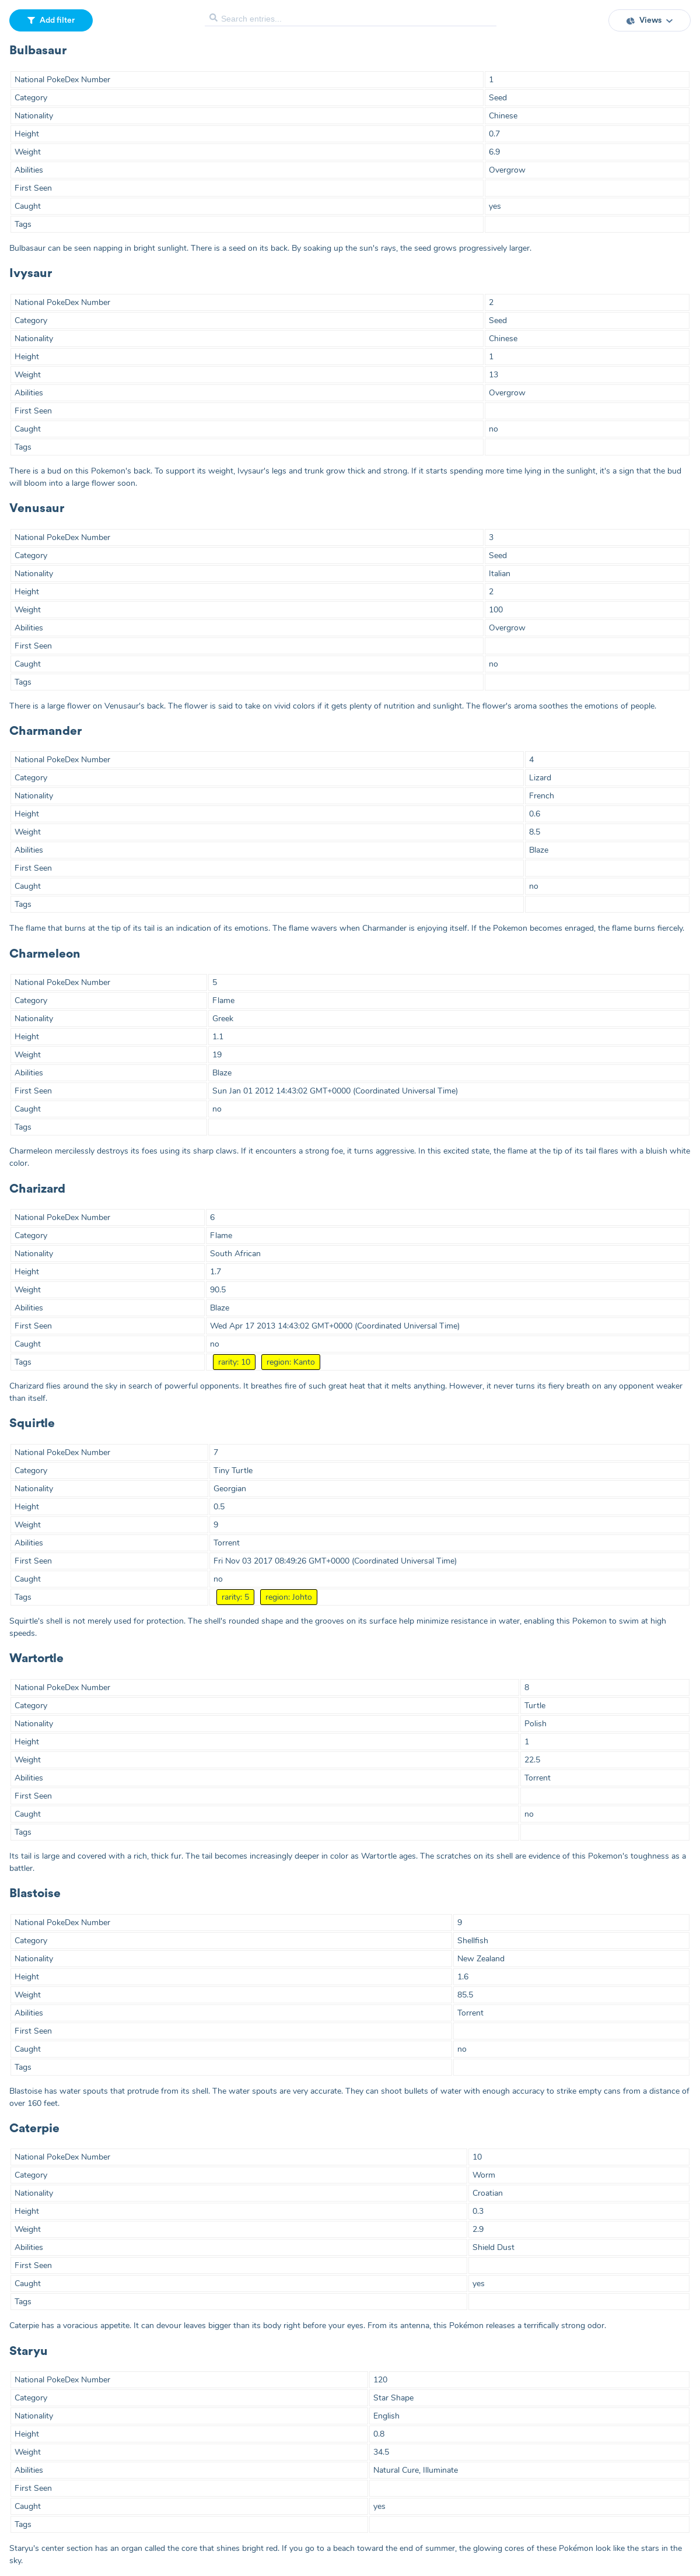 Add filter
Search entries...
Views
Bulbasaur
National PokeDex Number 1
Category Seed
Nationality Chinese
Height 0.7
Weight 6.9
Abilities Overgrow
First Seen
Caught yes
Tags
Bulbasaur can be seen napping in bright sunlight. There is a seed on its back. By soaking up the sun's rays, the seed grows progressively larger.
Ivysaur
National PokeDex Number 2
Category Seed
Nationality Chinese
Height 1
Weight 13
Abilities Overgrow
First Seen
Caught no
Tags
There is a bud on this Pokemon's back. To support its weight, Ivysaur's legs and trunk grow thick and strong. If it starts spending more time lying in the sunlight, it's a sign that the bud
will bloom into a large flower soon.
Venusaur
National PokeDex Number 3
Category Seed
Nationality Italian
Height 2
Weight 100
Abilities Overgrow
First Seen
Caught no
Tags
There is a large flower on Venusaur's back. The flower is said to take on vivid colors if it gets plenty of nutrition and sunlight. The flower's aroma soothes the emotions of people.
Charmander
National PokeDex Number 4
Category Lizard
Nationality French
Height 0.6
Weight 8.5
Abilities Blaze
First Seen
Caught no
Tags
The flame that burns at the tip of its tail is an indication of its emotions. The flame wavers when Charmander is enjoying itself. If the Pokemon becomes enraged, the flame burns fiercely.
Charmeleon
National PokeDex Number 5
Category Flame
Nationality Greek
Height 1.1
Weight 19
Abilities Blaze
First Seen Sun Jan 01 2012 14:43:02 GMT+0000 (Coordinated Universal Time)
Caught no
Tags
Charmeleon mercilessly destroys its foes using its sharp claws. If it encounters a strong foe, it turns aggressive. In this excited state, the flame at the tip of its tail flares with a bluish white
color.
Charizard
National PokeDex Number 6
Category Flame
Nationality South African
Height 1.7
Weight 90.5
Abilities Blaze
First Seen Wed Apr 17 2013 14:43:02 GMT+0000 (Coordinated Universal Time)
Caught no
Tags rarity: 10 region: Kanto
Charizard flies around the sky in search of powerful opponents. It breathes fire of such great heat that it melts anything. However, it never turns its fiery breath on any opponent weaker
than itself.
Squirtle
National PokeDex Number 7
Category Tiny Turtle
Nationality Georgian
Height 0.5
Weight 9
Abilities Torrent
First Seen Fri Nov 03 2017 08:49:26 GMT+0000 (Coordinated Universal Time)
Caught no
Tags rarity: 5 region: Johto
Squirtle's shell is not merely used for protection. The shell's rounded shape and the grooves on its surface help minimize resistance in water, enabling this Pokemon to swim at high
speeds.
Wartortle
National PokeDex Number 8
Category Turtle
Nationality Polish
Height 1
Weight 22.5
Abilities Torrent
First Seen
Caught no
Tags
Its tail is large and covered with a rich, thick fur. The tail becomes increasingly deeper in color as Wartortle ages. The scratches on its shell are evidence of this Pokemon's toughness as a
battler.
Blastoise
National PokeDex Number 9
Category Shellfish
Nationality New Zealand
Height 1.6
Weight 85.5
Abilities Torrent
First Seen
Caught no
Tags
Blastoise has water spouts that protrude from its shell. The water spouts are very accurate. They can shoot bullets of water with enough accuracy to strike empty cans from a distance of
over 160 feet.
Caterpie
National PokeDex Number 10
Category Worm
Nationality Croatian
Height 0.3
Weight 2.9
Abilities Shield Dust
First Seen
Caught yes
Tags
Caterpie has a voracious appetite. It can devour leaves bigger than its body right before your eyes. From its antenna, this Pokémon releases a terrifically strong odor.
Staryu
National PokeDex Number 120
Category Star Shape
Nationality English
Height 0.8
Weight 34.5
Abilities Natural Cure, Illuminate
First Seen
Caught yes
Tags
Staryu's center section has an organ called the core that shines bright red. If you go to a beach toward the end of summer, the glowing cores of these Pokémon look like the stars in the
sky.